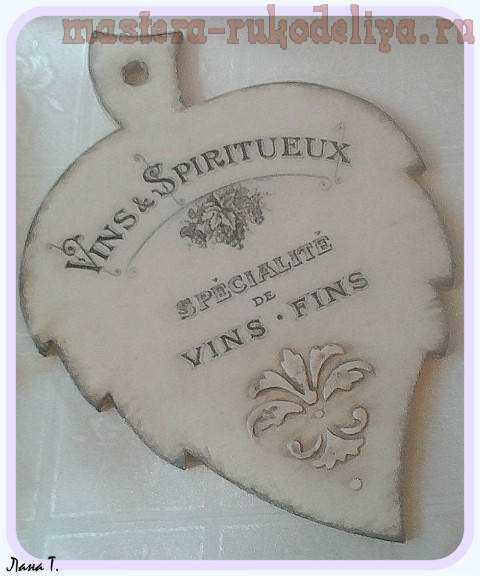 mastera-rukodeliya.ru
VINS & SPIRITUEUX
SPÉCIALITÉ
DE
VINS · FINS
Лана Т.